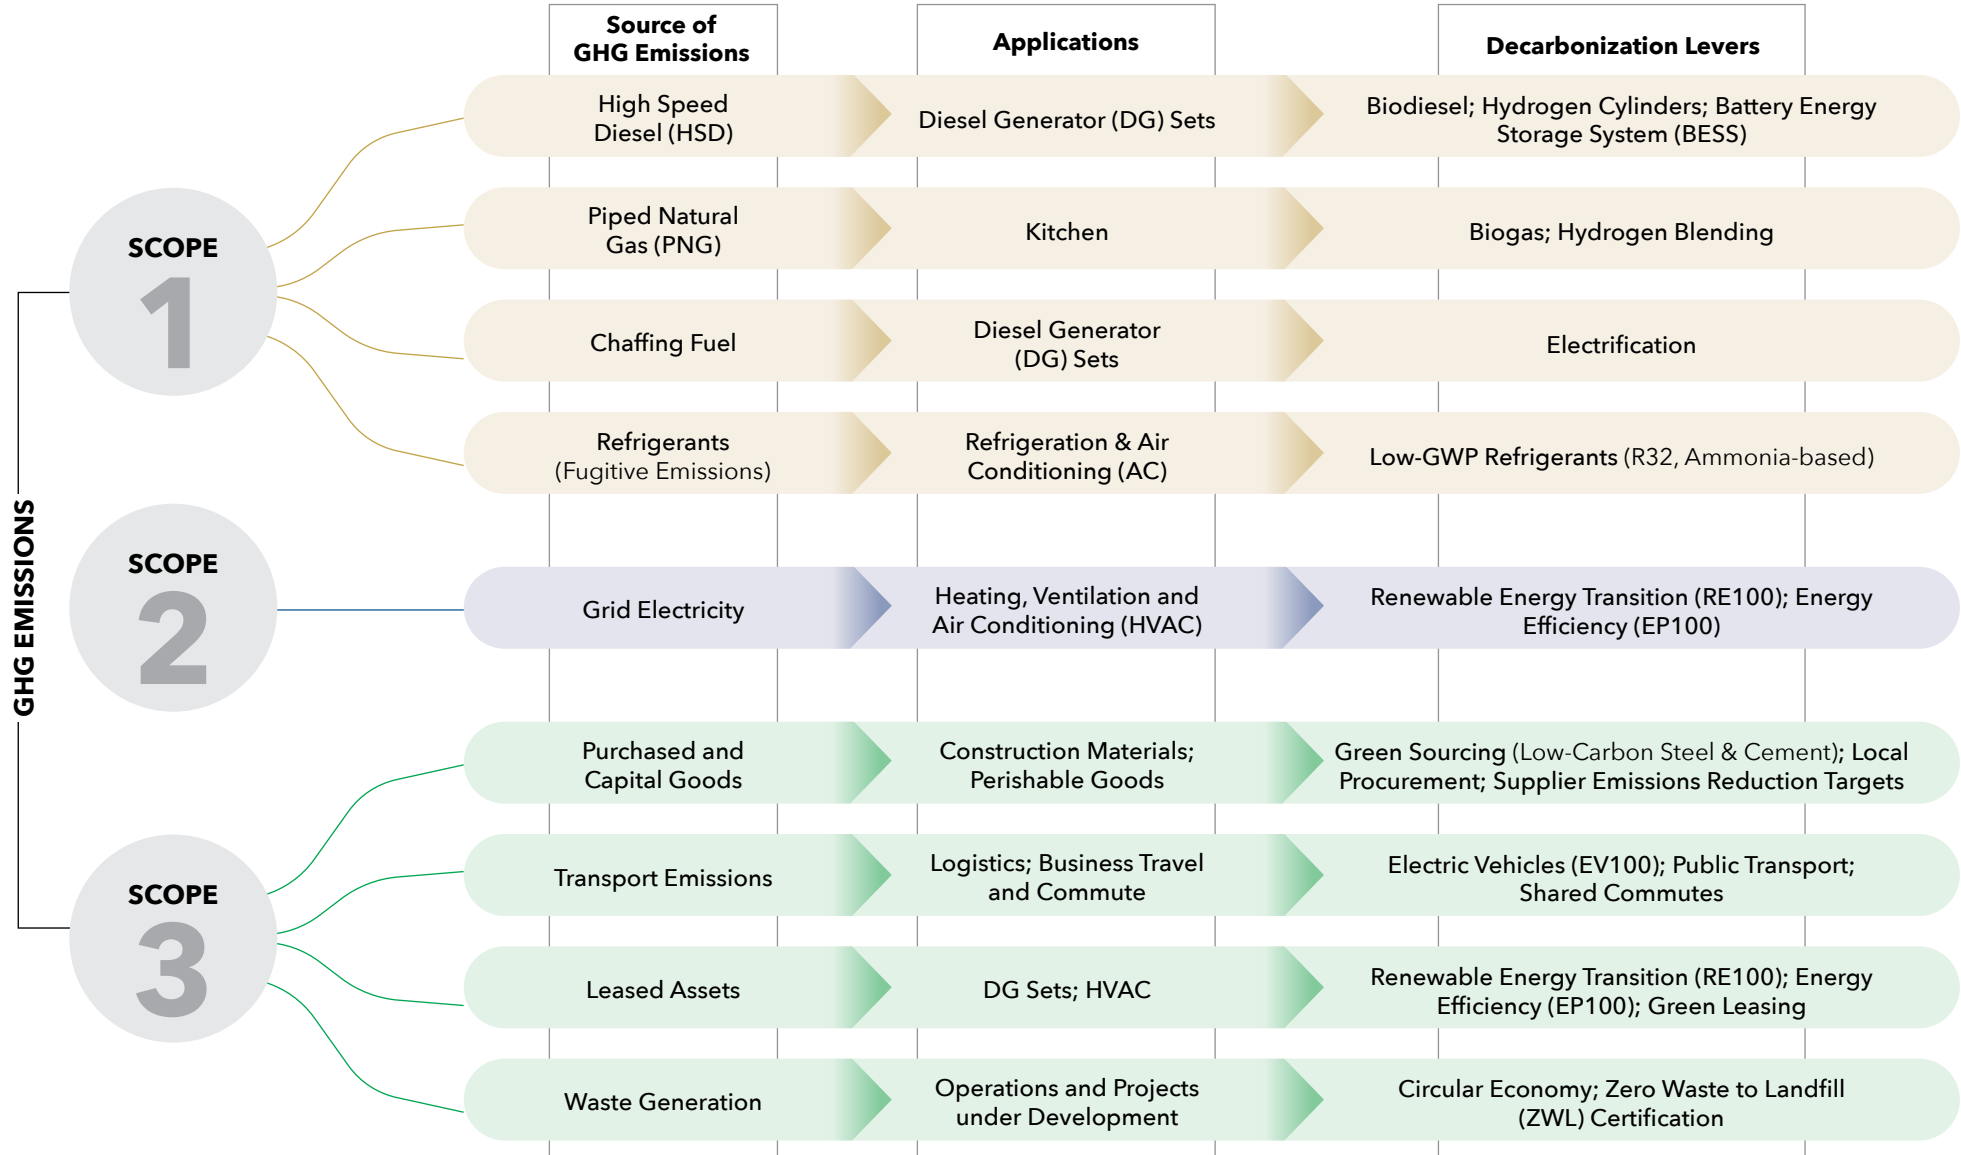 Source of
GHG Emissions
Applications
Decarbonization Levers
GHG EMISSIONS
SCOPE
1
High Speed
Diesel (HSD)
Diesel Generator (DG) Sets
Biodiesel; Hydrogen Cylinders; Battery Energy
Storage System (BESS)
Piped Natural
Gas (PNG)
Kitchen
Biogas; Hydrogen Blending
Chaffing Fuel
Diesel Generator
(DG) Sets
Electrification
Refrigerants
(Fugitive Emissions)
Refrigeration & Air
Conditioning (AC)
Low-GWP Refrigerants (R32, Ammonia-based)
SCOPE
2
Grid Electricity
Heating, Ventilation and
Air Conditioning (HVAC)
Renewable Energy Transition (RE100); Energy
Efficiency (EP100)
SCOPE
3
Purchased and
Capital Goods
Construction Materials;
Perishable Goods
Green Sourcing (Low-Carbon Steel & Cement); Local
Procurement; Supplier Emissions Reduction Targets
Transport Emissions
Logistics; Business Travel
and Commute
Electric Vehicles (EV100); Public Transport;
Shared Commutes
Leased Assets
DG Sets; HVAC
Renewable Energy Transition (RE100); Energy
Efficiency (EP100); Green Leasing
Waste Generation
Operations and Projects
under Development
Circular Economy; Zero Waste to Landfill
(ZWL) Certification